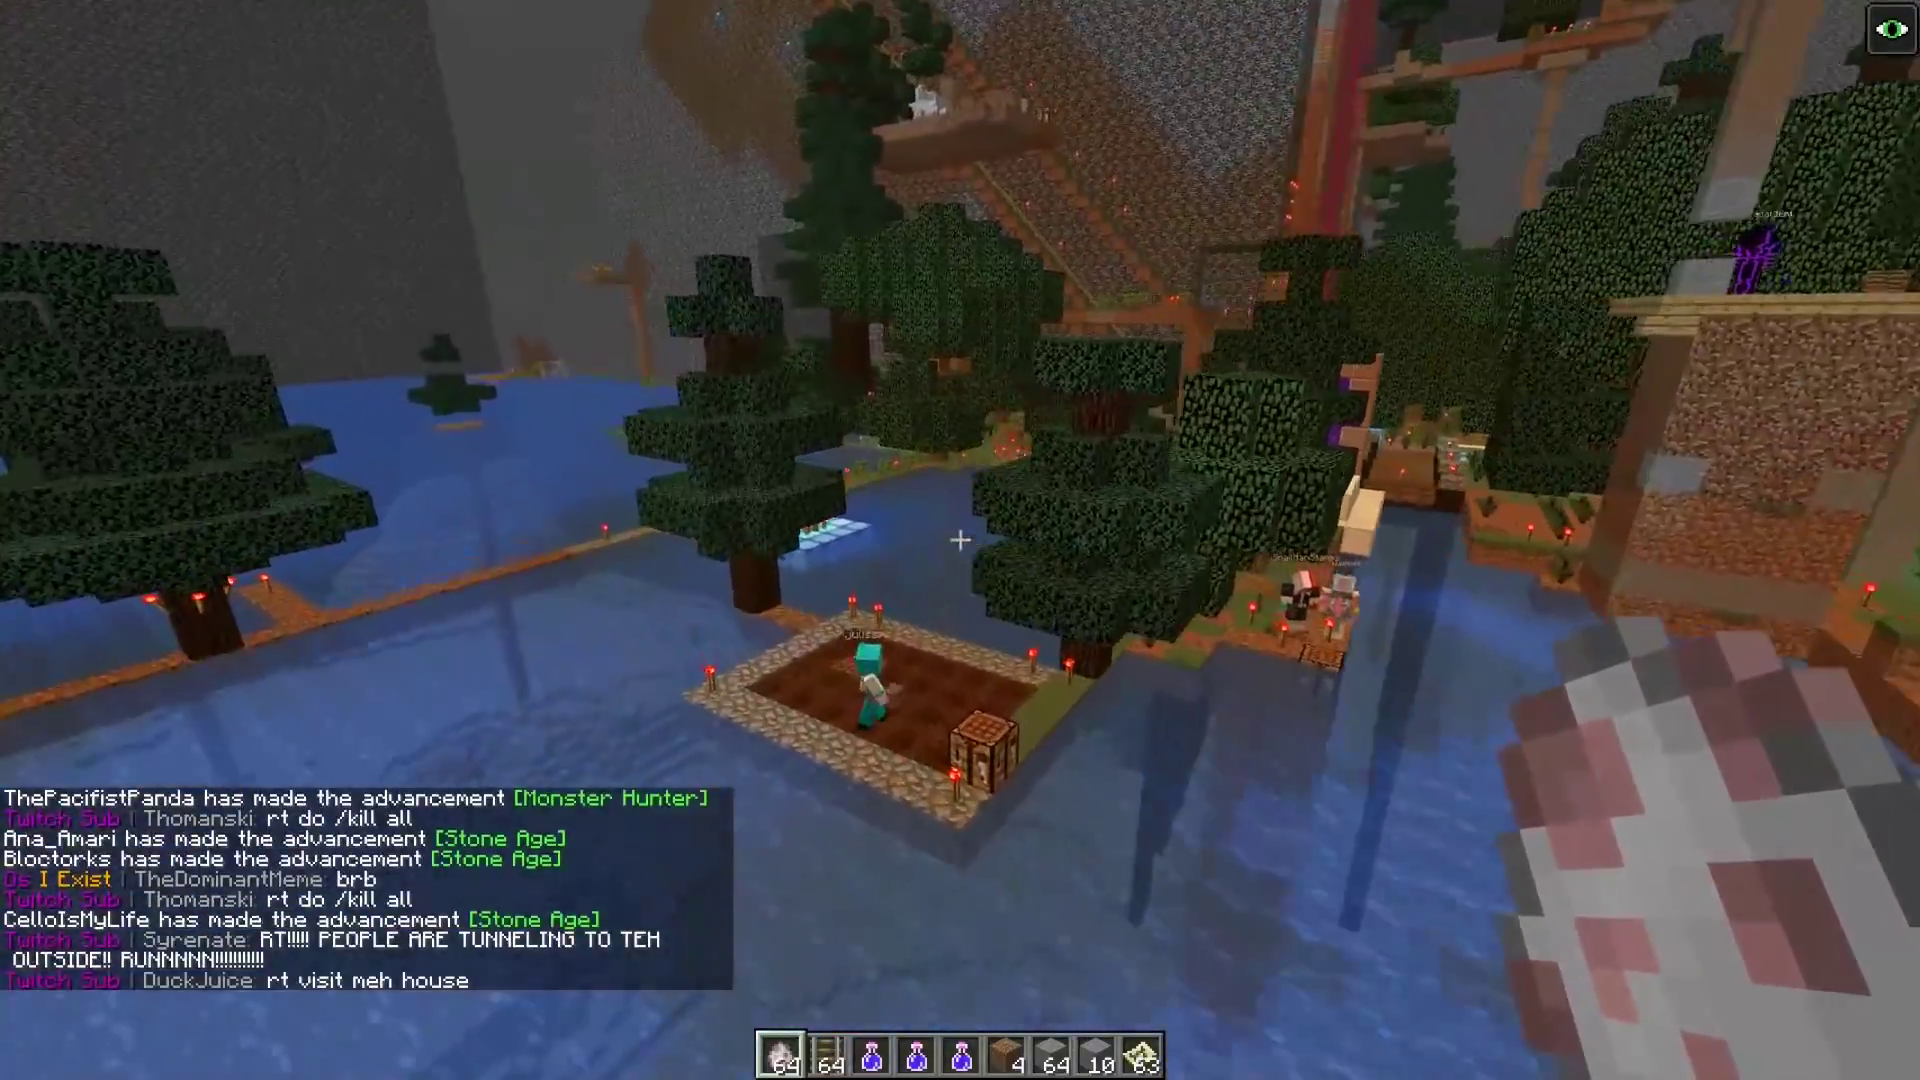 Juliss
ThePacifistPanda has made the advancement [Monster Hunter]
Twitch Sub | Thomanski: rt do /kill all
Ana_Amari has made the advancement [Stone Age]
Bloctorks has made the advancement [Stone Age]
Os I Exist | TheDominantMeme: brb
Twitch Sub | Thomanski: rt do /kill all
CelloIsMyLife has made the advancement [Stone Age]
Twitch Sub | Syrenate: RT!!!!! PEOPLE ARE TUNNELING TO TEH
OUTSIDE!! RUNNNNN!!!!!!!!!!!
Twitch Sub | DuckJuice: rt visit meh house
64 64 4 64 10 63